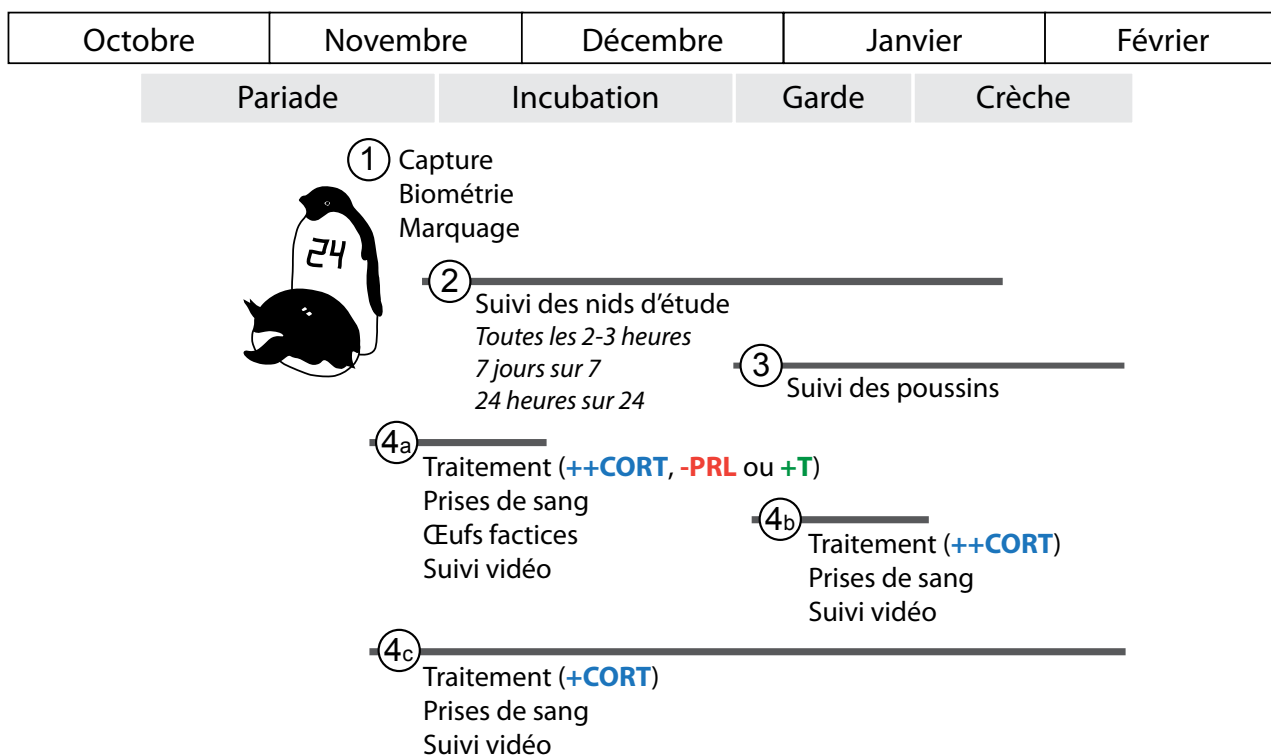 Octobre Novembre Décembre Janvier Février
Pariade Incubation Garde Crèche
1 Capture
Biométrie
Marquage
24
2
Suivi des nids d'étude
Toutes les 2-3 heures
7 jours sur 7
24 heures sur 24
3
Suivi des poussins
4a
Traitement (++CORT, -PRL ou +T)
Prises de sang
Œufs factices
Suivi vidéo
4b
Traitement (++CORT)
Prises de sang
Suivi vidéo
4c
Traitement (+CORT)
Prises de sang
Suivi vidéo